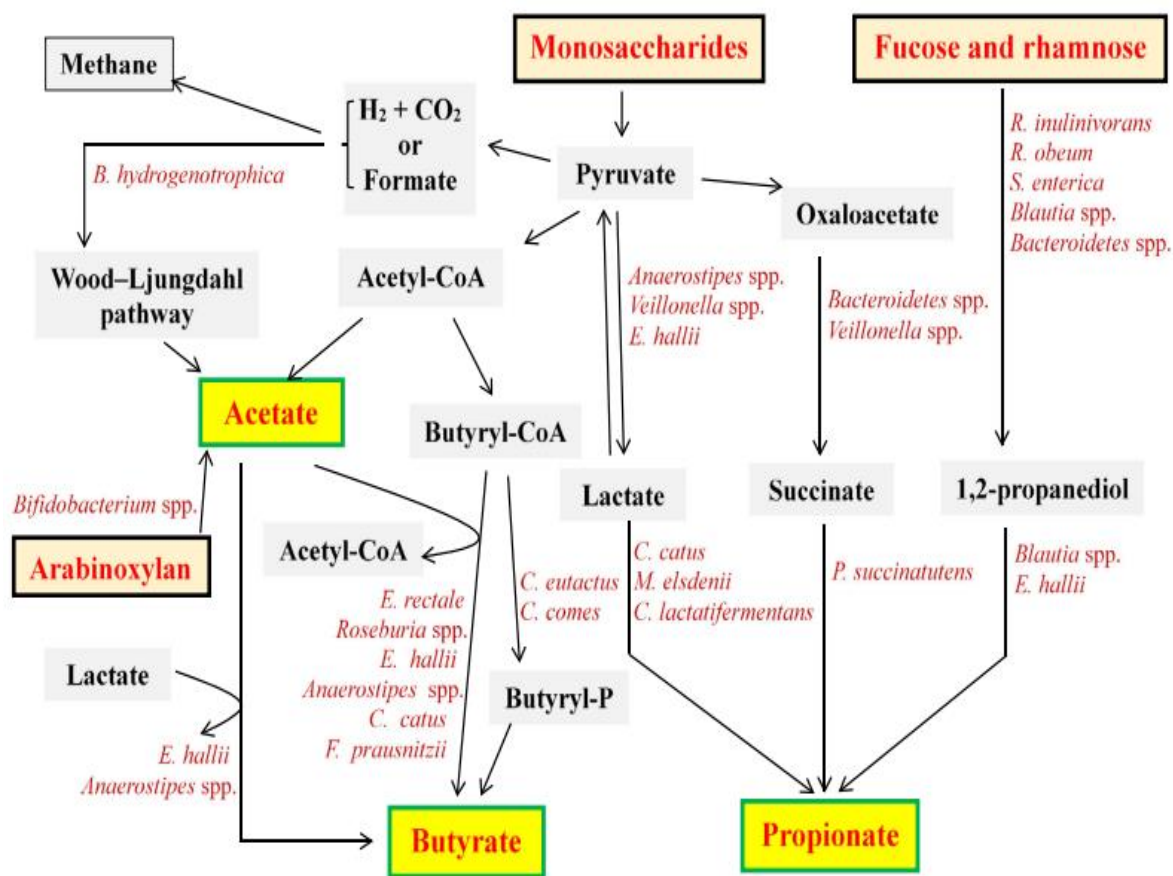 Monosaccharides
Fucose and rhamnose
Methane
H₂ + CO₂
or
Formate
R. inulinivorans
R. obeum
S. enterica
Blautia spp.
Bacteroidetes spp.
B. hydrogenotrophica
Pyruvate
Oxaloacetate
Wood–Ljungdahl
pathway
Acetyl-CoA
Anaerostipes spp.
Veillonella spp.
E. hallii
Bacteroidetes spp.
Veillonella spp.
Acetate
Butyryl-CoA
Bifidobacterium spp.
Lactate
Succinate
1,2-propanediol
Arabinoxylan
Acetyl-CoA
E. rectale
Roseburia spp.
E. hallii
Anaerostipes spp.
C. catus
F. prausnitzii
C. eutactus
C. comes
C. catus
M. elsdenii
C. lactatifermentans
P. succinatutens
Blautia spp.
E. hallii
Lactate
Butyryl-P
E. hallii
Anaerostipes spp.
Butyrate
Propionate